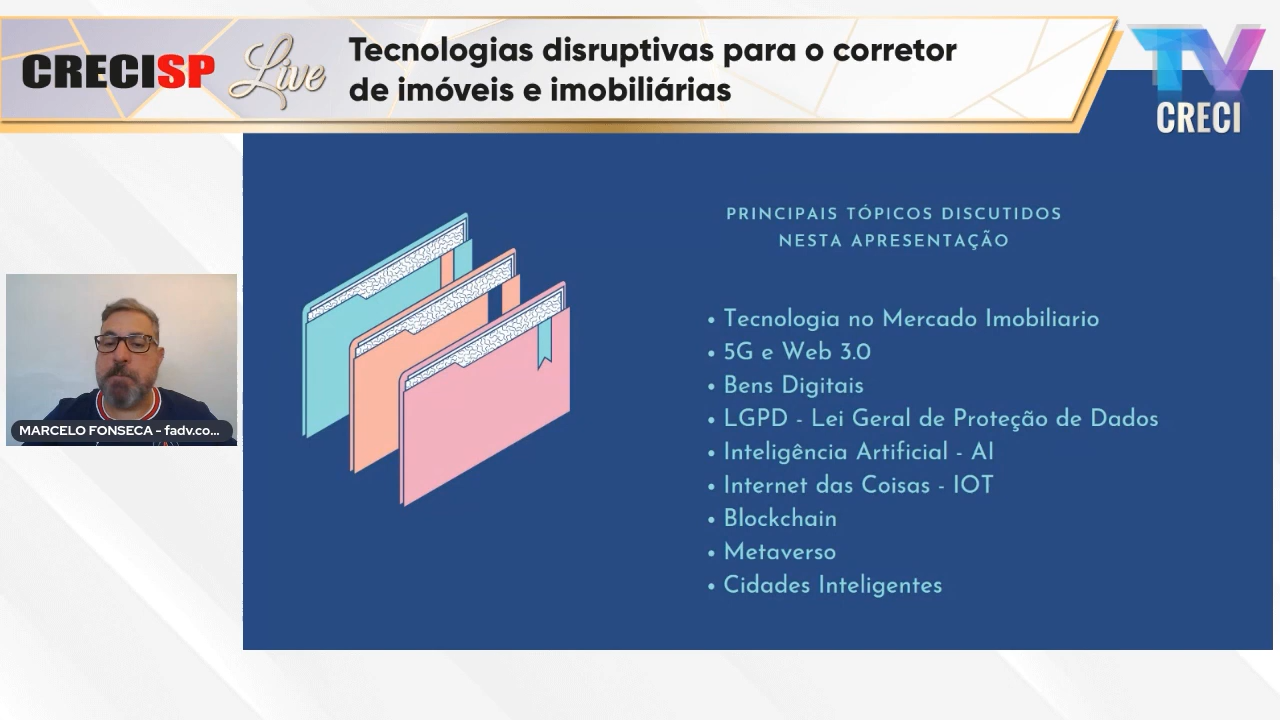 CRECISP Live
Tecnologias disruptivas para o corretor
de imóveis e imobiliárias
TV
CRECI
PRINCIPAIS TÓPICOS DISCUTIDOS
NESTA APRESENTAÇÃO
• Tecnologia no Mercado Imobiliario
• 5G e Web 3.0
• Bens Digitais
• LGPD - Lei Geral de Proteção de Dados
• Inteligência Artificial - AI
• Internet das Coisas - IOT
• Blockchain
• Metaverso
• Cidades Inteligentes
MARCELO FONSECA - fadv.co...